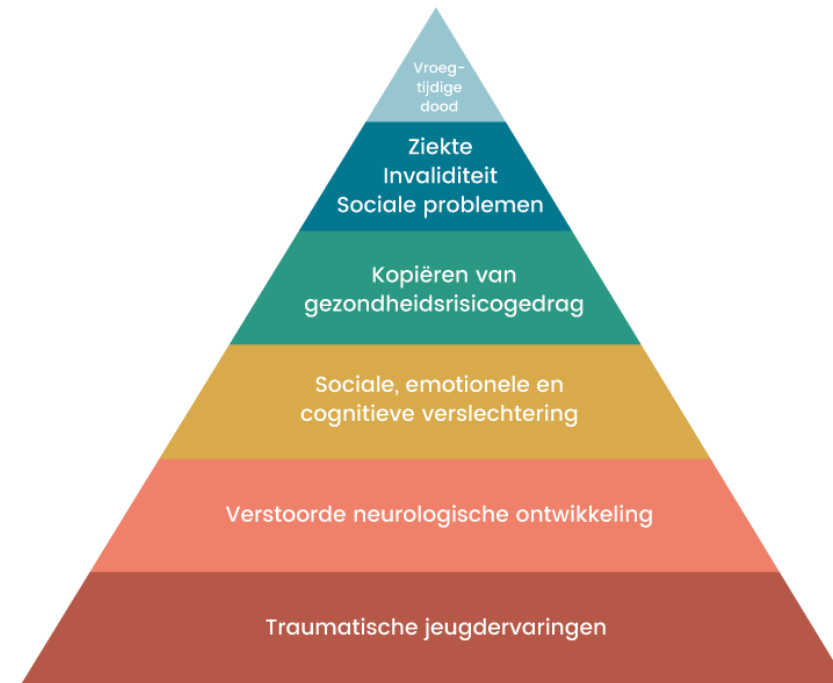 Vroeg-
tijdige
dood
Ziekte
Invaliditeit
Sociale problemen
Kopiëren van
gezondheidsrisicogedrag
Sociale, emotionele en
cognitieve verslechtering
Verstoorde neurologische ontwikkeling
Traumatische jeugdervaringen